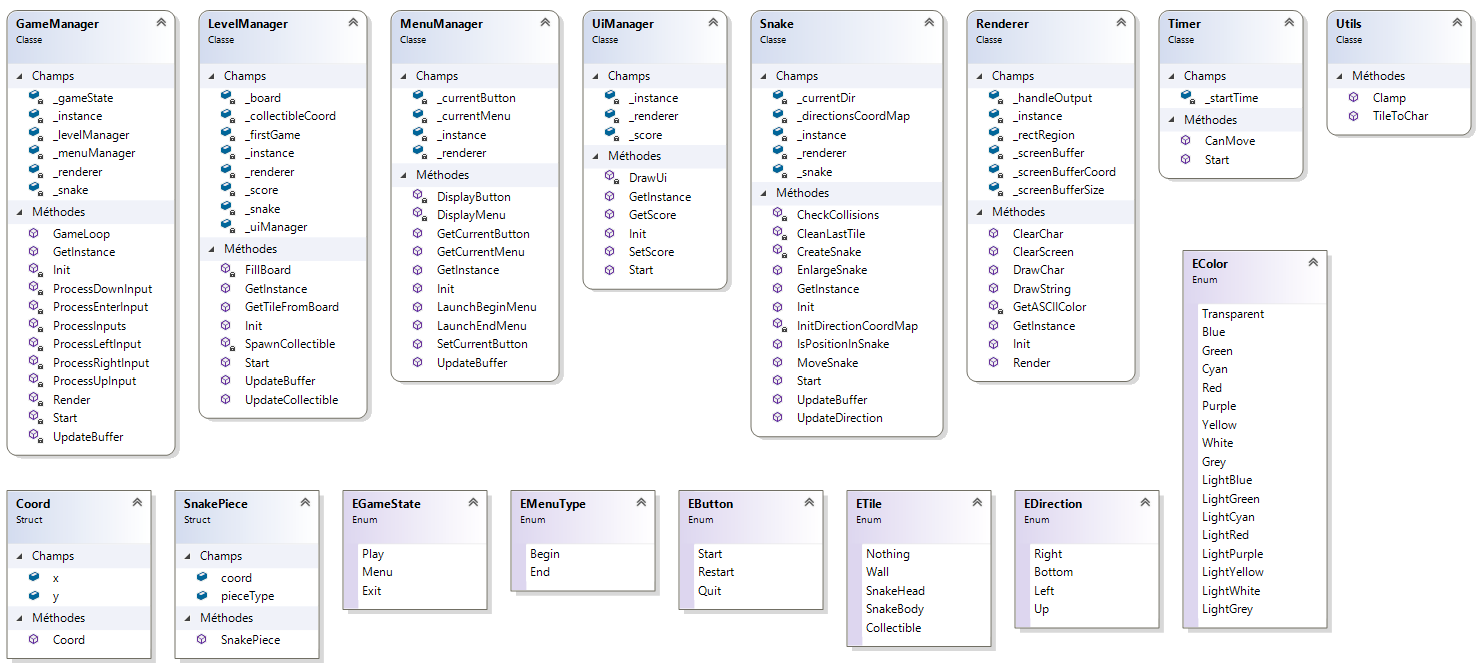 GameManager
Classe
Champs
_gameState
_instance
_levelManager
_menuManager
_renderer
_snake
Méthodes
GameLoop
GetInstance
Init
ProcessDownInput
ProcessEnterInput
ProcessInputs
ProcessLeftInput
ProcessRightInput
ProcessUpInput
Render
Start
UpdateBuffer
LevelManager
Classe
Champs
_board
_collectibleCoord
_firstGame
_instance
_renderer
_score
_snake
_uiManager
Méthodes
FillBoard
GetInstance
GetTileFromBoard
Init
SpawnCollectible
Start
UpdateBuffer
UpdateCollectible
MenuManager
Classe
Champs
_currentButton
_currentMenu
_instance
_renderer
Méthodes
DisplayButton
DisplayMenu
GetCurrentButton
GetCurrentMenu
GetInstance
Init
LaunchBeginMenu
LaunchEndMenu
SetCurrentButton
UpdateBuffer
UiManager
Classe
Champs
_instance
_renderer
_score
Méthodes
DrawUi
GetInstance
GetScore
Init
SetScore
Start
Snake
Classe
Champs
_currentDir
_directionsCoordMap
_instance
_renderer
_snake
Méthodes
CheckCollisions
CleanLastTile
CreateSnake
EnlargeSnake
GetInstance
Init
InitDirectionCoordMap
IsPositionInSnake
MoveSnake
Start
UpdateBuffer
UpdateDirection
Renderer
Classe
Champs
_handleOutput
_instance
_rectRegion
_screenBuffer
_screenBufferCoord
_screenBufferSize
Méthodes
ClearChar
ClearScreen
DrawChar
DrawString
GetASCIIColor
GetInstance
Init
Render
Timer
Classe
Champs
_startTime
Méthodes
CanMove
Start
Utils
Classe
Méthodes
Clamp
TileToChar
EColor
Enum
Transparent
Blue
Green
Cyan
Red
Purple
Yellow
White
Grey
LightBlue
LightGreen
LightCyan
LightRed
LightPurple
LightYellow
LightWhite
LightGrey
Coord
Struct
Champs
x
y
Méthodes
Coord
SnakePiece
Struct
Champs
coord
pieceType
Méthodes
SnakePiece
EGameState
Enum
Play
Menu
Exit
EMenuType
Enum
Begin
End
EButton
Enum
Start
Restart
Quit
ETile
Enum
Nothing
Wall
SnakeHead
SnakeBody
Collectible
EDirection
Enum
Right
Bottom
Left
Up